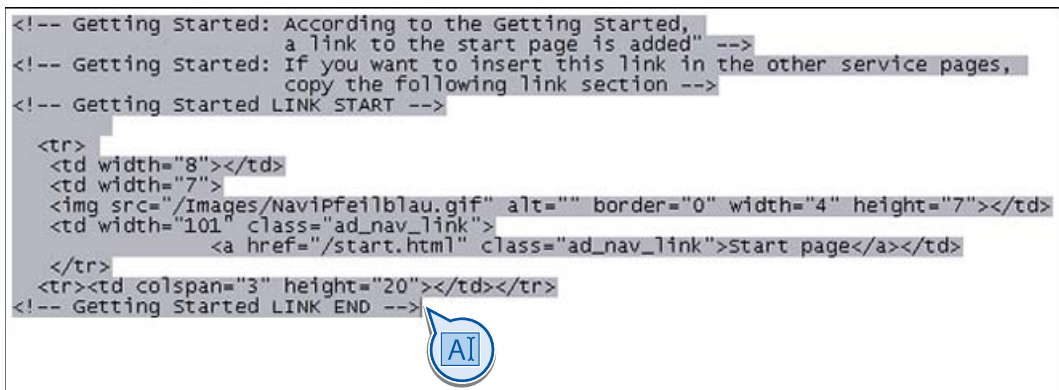 <!-- Getting Started: According to the Getting Started,
a link to the start page is added" -->
<!-- Getting Started: If you want to insert this link in the other service pages,
copy the following link section -->
<!-- Getting Started LINK START -->
<tr>
<td width="8"></td>
<td width="7">
<img src="/Images/NaviPfeilblau.gif" alt="" border="0" width="4" height="7"></td>
<td width="101" class="ad_nav_link">
<a href="/start.html" class="ad_nav_link">Start page</a></td>
</tr>
<tr><td colspan="3" height="20"></td></tr>
<!-- Getting Started LINK END -->
AI